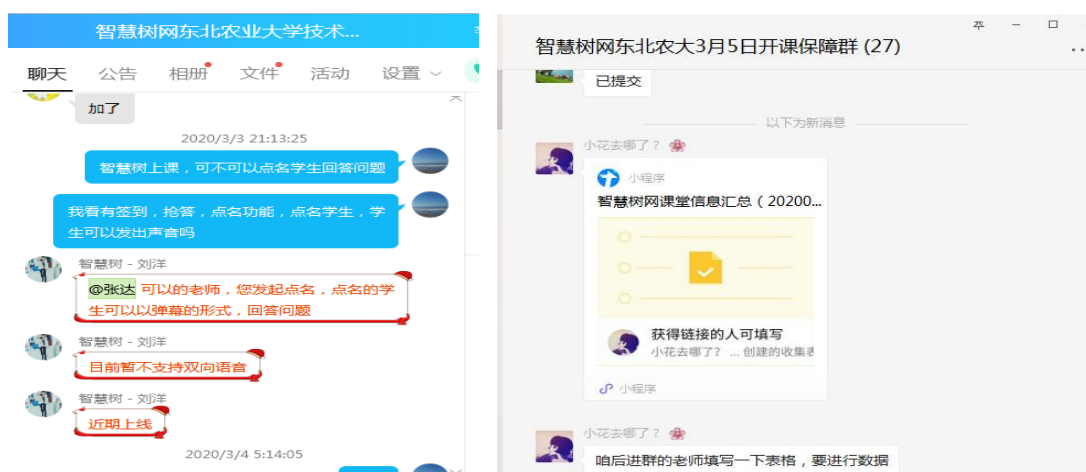 智慧树网东北农业大学技术...
聊天
公告
相册
文件
活动
设置
加了
2020/3/3 21:13:25
智慧树上课，可不可以点名学生回答问题
我看有签到，抢答，点名功能，点名学生，学
生可以发出声音吗
智慧树 - 刘洋
@张达 可以的老师，您发起点名，点名的学
生可以以弹幕的形式，回答问题
智慧树 - 刘洋
目前暂不支持双向语音
智慧树 - 刘洋
近期上线
2020/3/4 5:14:05
智慧树网东北农大3月5日开课保障群 (27)
已提交
以下为新消息
小花去哪了？
小程序
智慧树网课堂信息汇总（20200...
获得链接的人可填写
小花去哪了？ ... 创建的收集表
小程序
小花去哪了？
咱后进群的老师填写一下表格，要进行数据